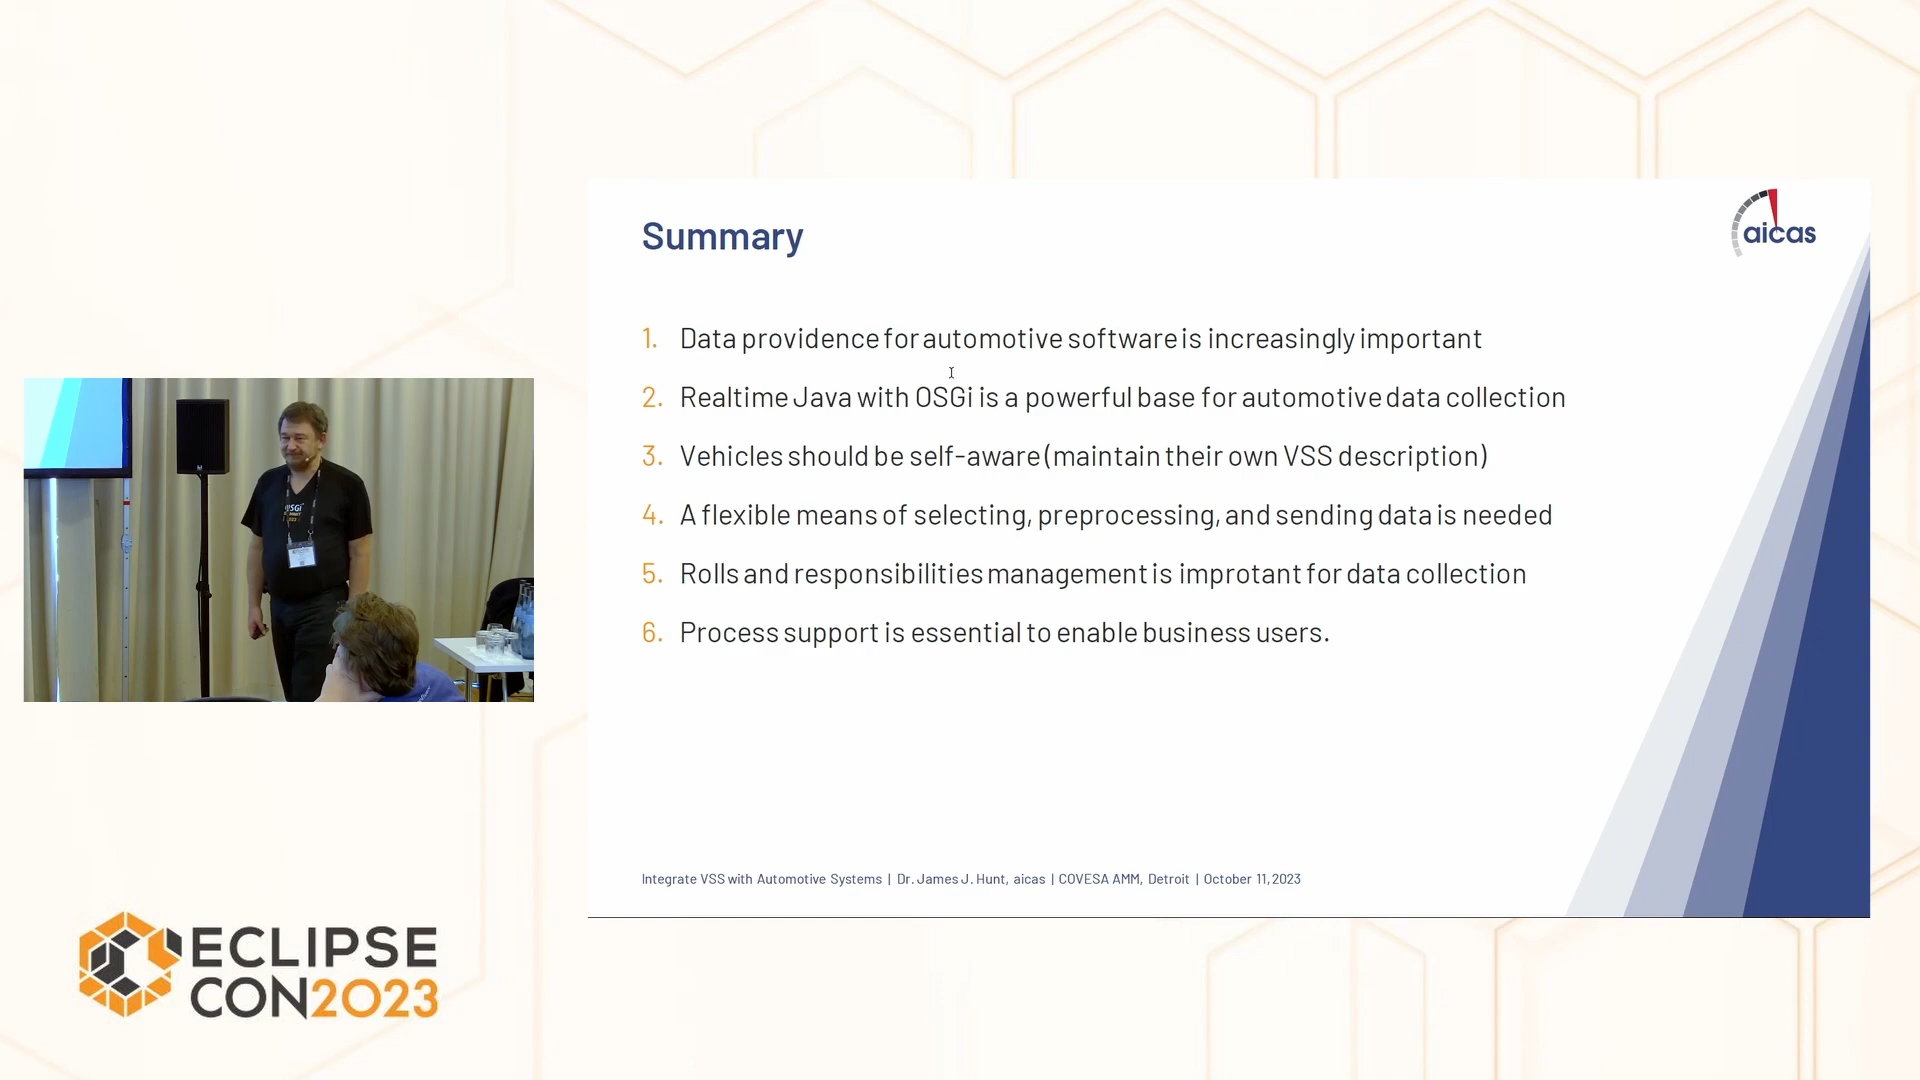 Summary
aicas
1. Data providence for automotive software is increasingly important
2. Realtime Java with OSGi is a powerful base for automotive data collection
3. Vehicles should be self-aware (maintain their own VSS description)
4. A flexible means of selecting, preprocessing, and sending data is needed
5. Rolls and responsibilities management is improtant for data collection
6. Process support is essential to enable business users.
Integrate VSS with Automotive Systems | Dr. James J. Hunt, aicas | COVESA AMM, Detroit | October 11, 2023
ECLIPSE
CON2023